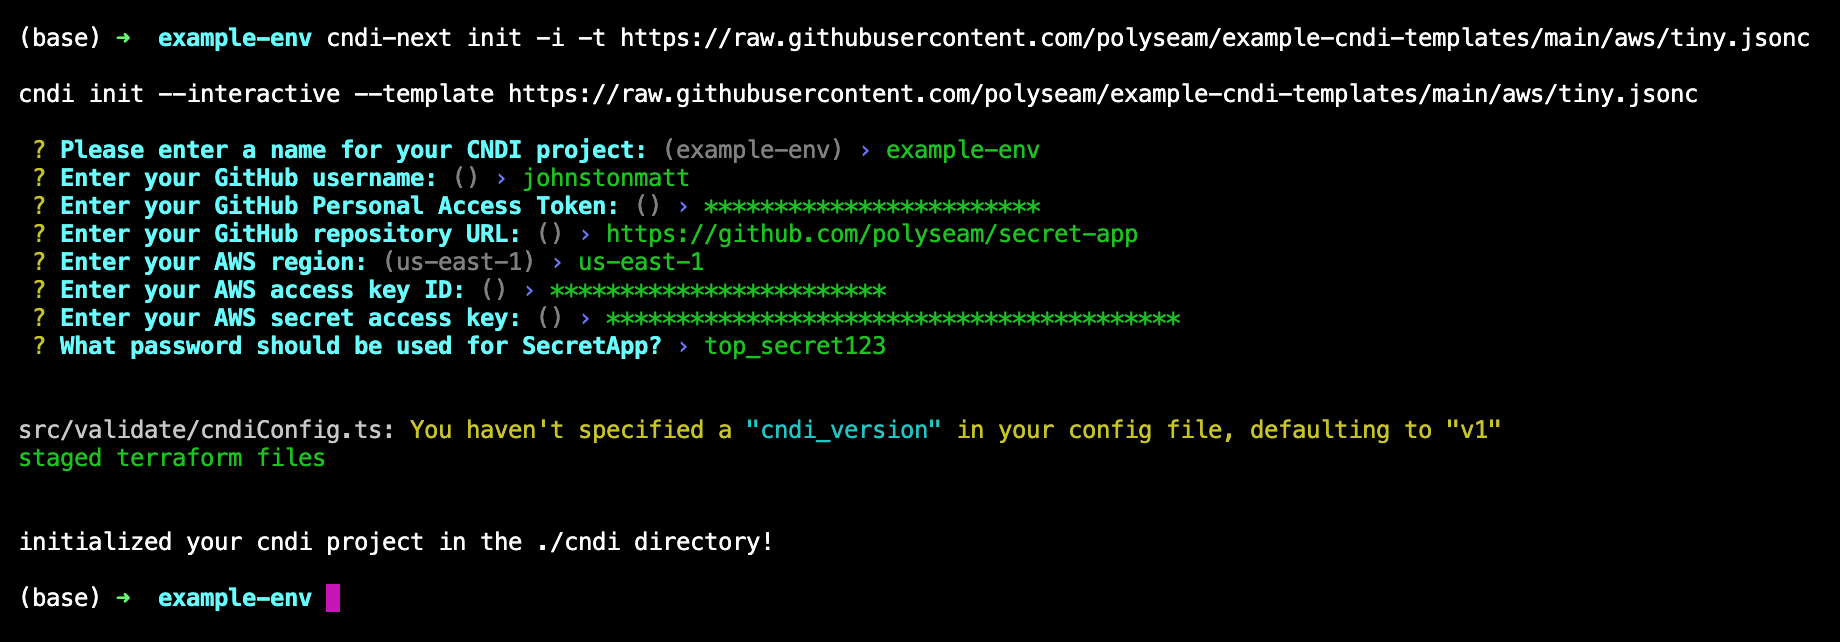 (base) ➜  example-env cndi-next init -i -t https://raw.githubusercontent.com/polyseam/example-cndi-templates/main/aws/tiny.jsonc
cndi init --interactive --template https://raw.githubusercontent.com/polyseam/example-cndi-templates/main/aws/tiny.jsonc
? Please enter a name for your CNDI project: (example-env) › example-env
? Enter your GitHub username: () › johnstonmatt
? Enter your GitHub Personal Access Token: () › ************************
? Enter your GitHub repository URL: () › https://github.com/polyseam/secret-app
? Enter your AWS region: (us-east-1) › us-east-1
? Enter your AWS access key ID: () › ************************
? Enter your AWS secret access key: () › *****************************************
? What password should be used for SecretApp? › top_secret123
src/validate/cndiConfig.ts: You haven't specified a "cndi_version" in your config file, defaulting to "v1"
staged terraform files
initialized your cndi project in the ./cndi directory!
(base) ➜  example-env